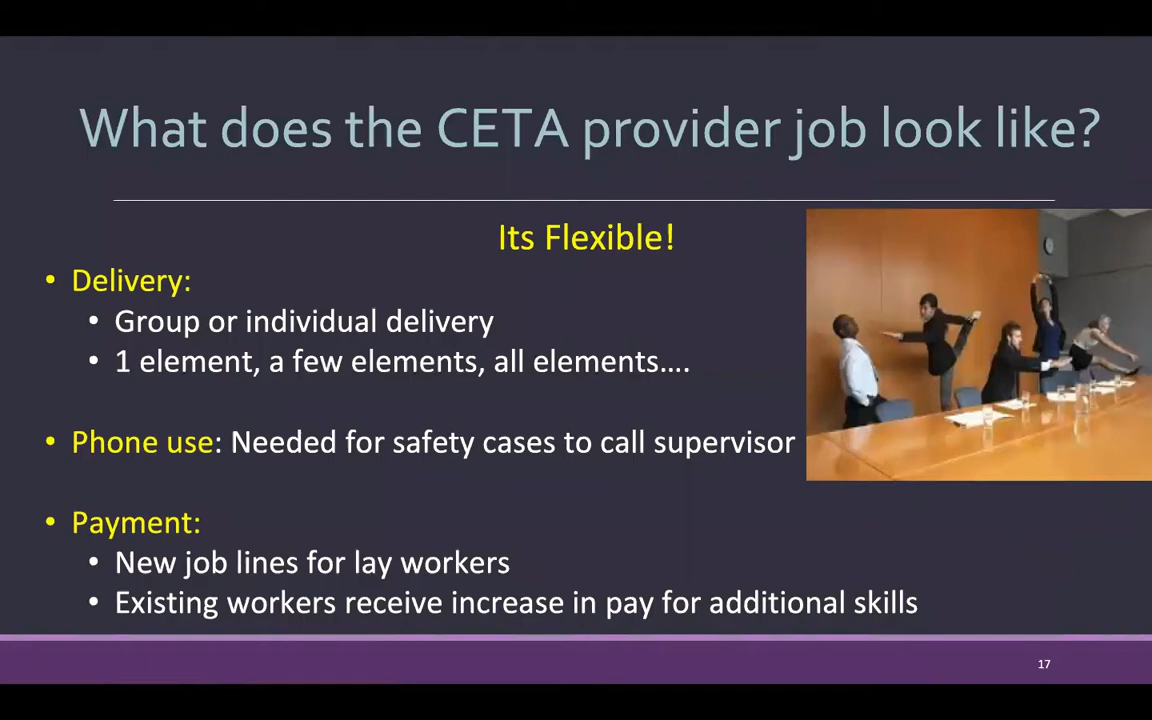 What does the CETA provider job look like?
Its Flexible!
• Delivery:
• Group or individual delivery
• 1 element, a few elements, all elements….
• Phone use: Needed for safety cases to call supervisor
• Payment:
• New job lines for lay workers
• Existing workers receive increase in pay for additional skills
17